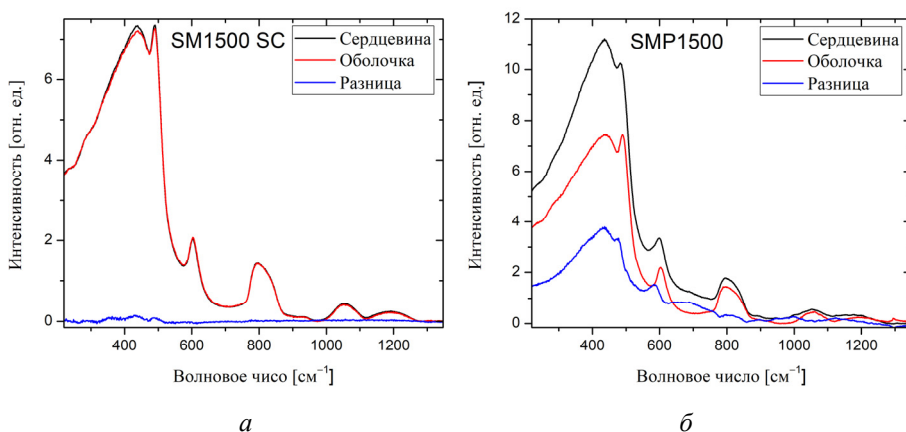 SM1500 SC
Сердцевина
Оболочка
Разница
Интенсивность [отн. ед.]
6
4
2
0
400
600
800
1000
1200
Волновое чисо [см⁻¹]
а
SMP1500
Сердцевина
Оболочка
Разница
Интенсивность [отн. ед.]
12
10
8
6
4
2
0
400
600
800
1000
1200
Волновое число [см⁻¹]
б